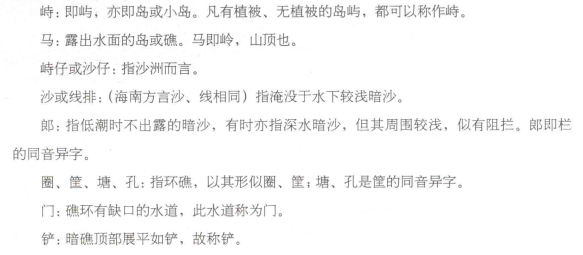 峙：即屿，亦即岛或小岛。凡有植被、无植被的岛屿，都可以称作峙。
马：露出水面的岛或礁。马即岭，山顶也。
峙仔或沙仔：指沙洲而言。
沙或线排：(海南方言沙、线相同)指淹没于水下较浅暗沙。
郎：指低潮时不出露的暗沙，有时亦指深水暗沙，但其周围较浅，似有阻拦。郎即栏
的同音异字。
圈、筐、塘、孔：指环礁，以其形似圈、筐；塘、孔是筐的同音异字。
门：礁环有缺口的水道，此水道称为门。
铲：暗礁顶部展平如铲，故称铲。